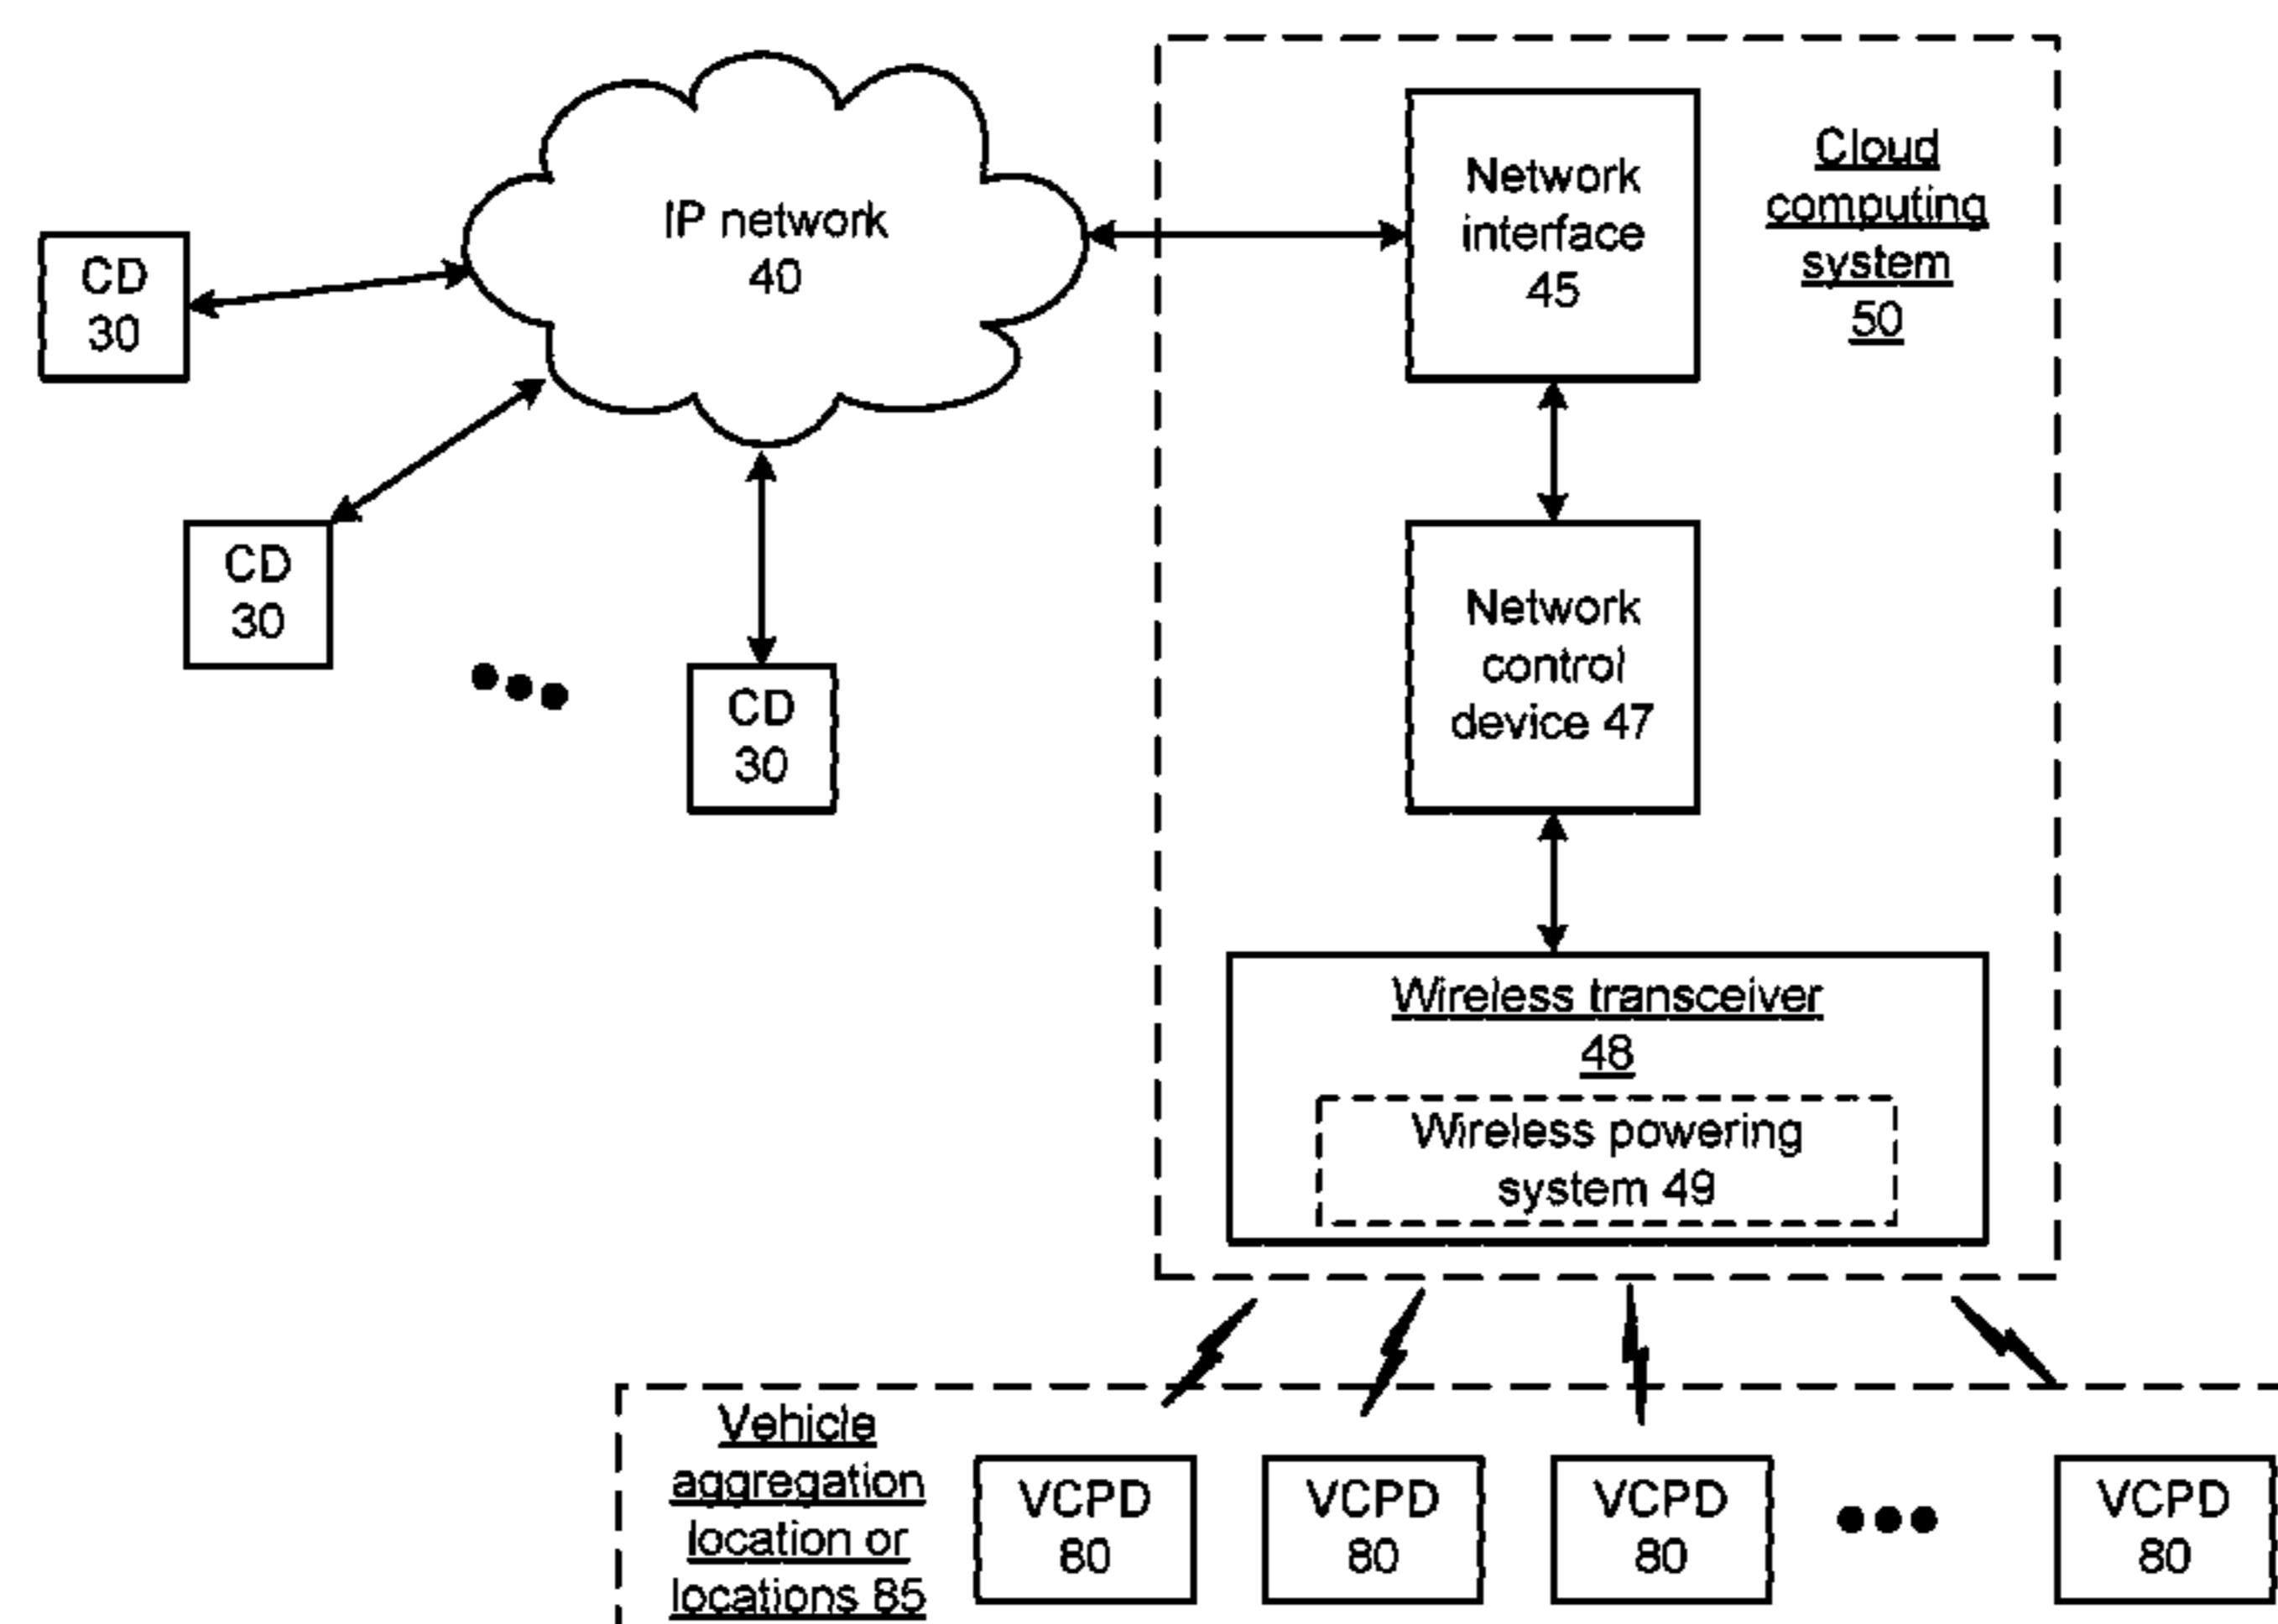 IP network
40
CD
30
CD
30
CD
30
Network
interface
45
Cloud
computing
system
50
Network
control
device 47
Wireless transceiver
48
Wireless powering
system 49
Vehicle
aggregation
location or
locations 85
VCPD
80
VCPD
80
VCPD
80
VCPD
80